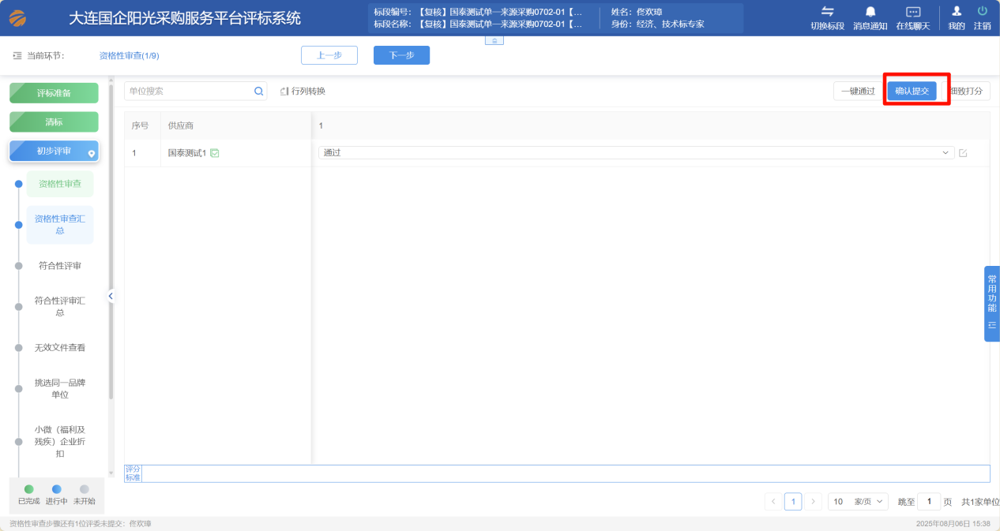 大连国企阳光采购服务平台评标系统
标段编号：【复核】国泰测试单一来源采购0702-01【...
标段名称：【复核】国泰测试单一来源采购0702-01【...
姓名：佟欢璋
身份：经济、技术标专家
切换标段
消息通知
在线聊天
我的
注销
当前环节：
资格性审查(1/9)
上一步
下一步
评标准备
清标
初步评审
资格性审查
资格性审查汇
总
符合性评审
符合性评审汇
总
无效文件查看
挑选同一品牌
单位
小微（福利及
残疾）企业折
扣
已完成
进行中
未开始
单位搜索
行列转换
一键通过
确认提交
细致打分
序号
供应商
1
1
国泰测试1
通过
常用功能
评分
标准
1
10 家/页
跳至 1 页
共1家单位
资格性审查步骤还有1位评委未提交：佟欢璋
2025年08月06日 15:38